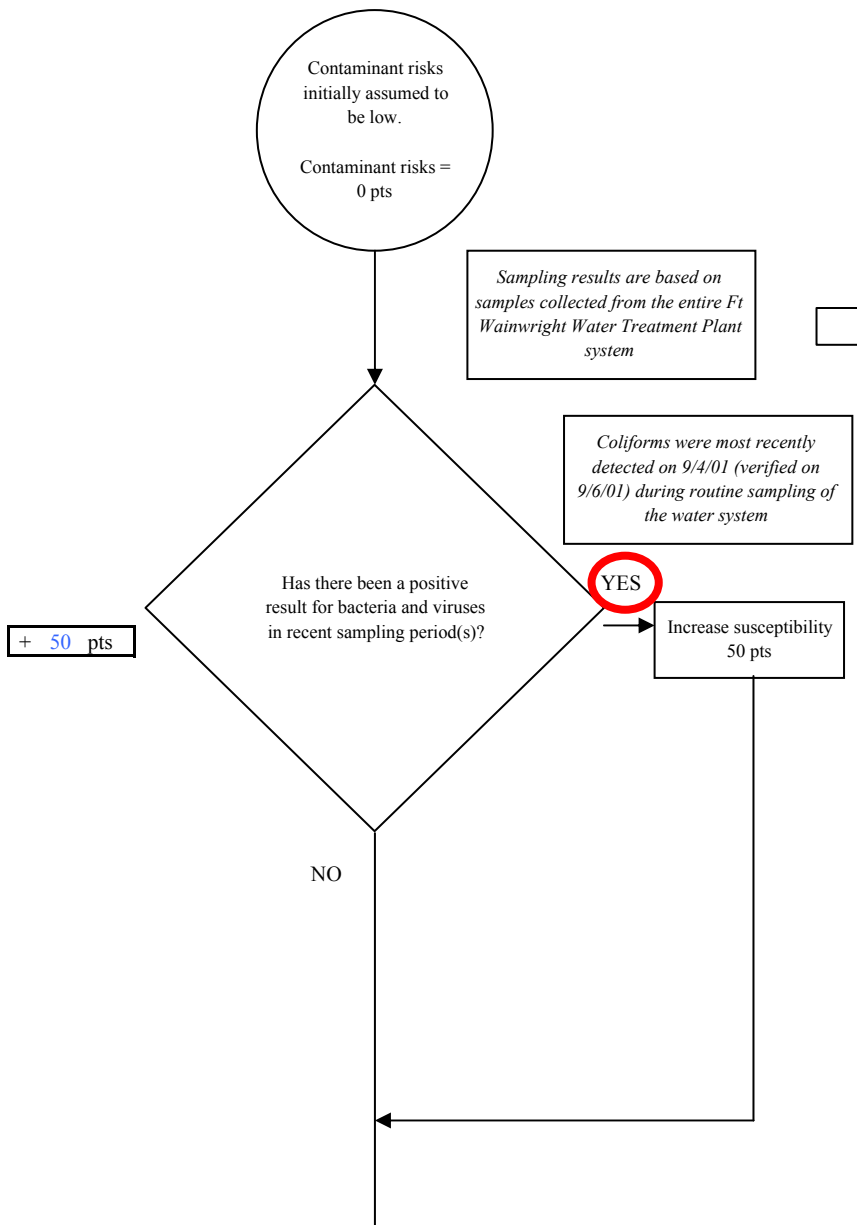 Contaminant risks
initially assumed to
be low.
Contaminant risks =
0 pts
Sampling results are based on
samples collected from the entire Ft
Wainwright Water Treatment Plant
system
Coliforms were most recently
detected on 9/4/01 (verified on
9/6/01) during routine sampling of
the water system
Has there been a positive
result for bacteria and viruses
in recent sampling period(s)?
YES
+ 50 pts
Increase susceptibility
50 pts
NO